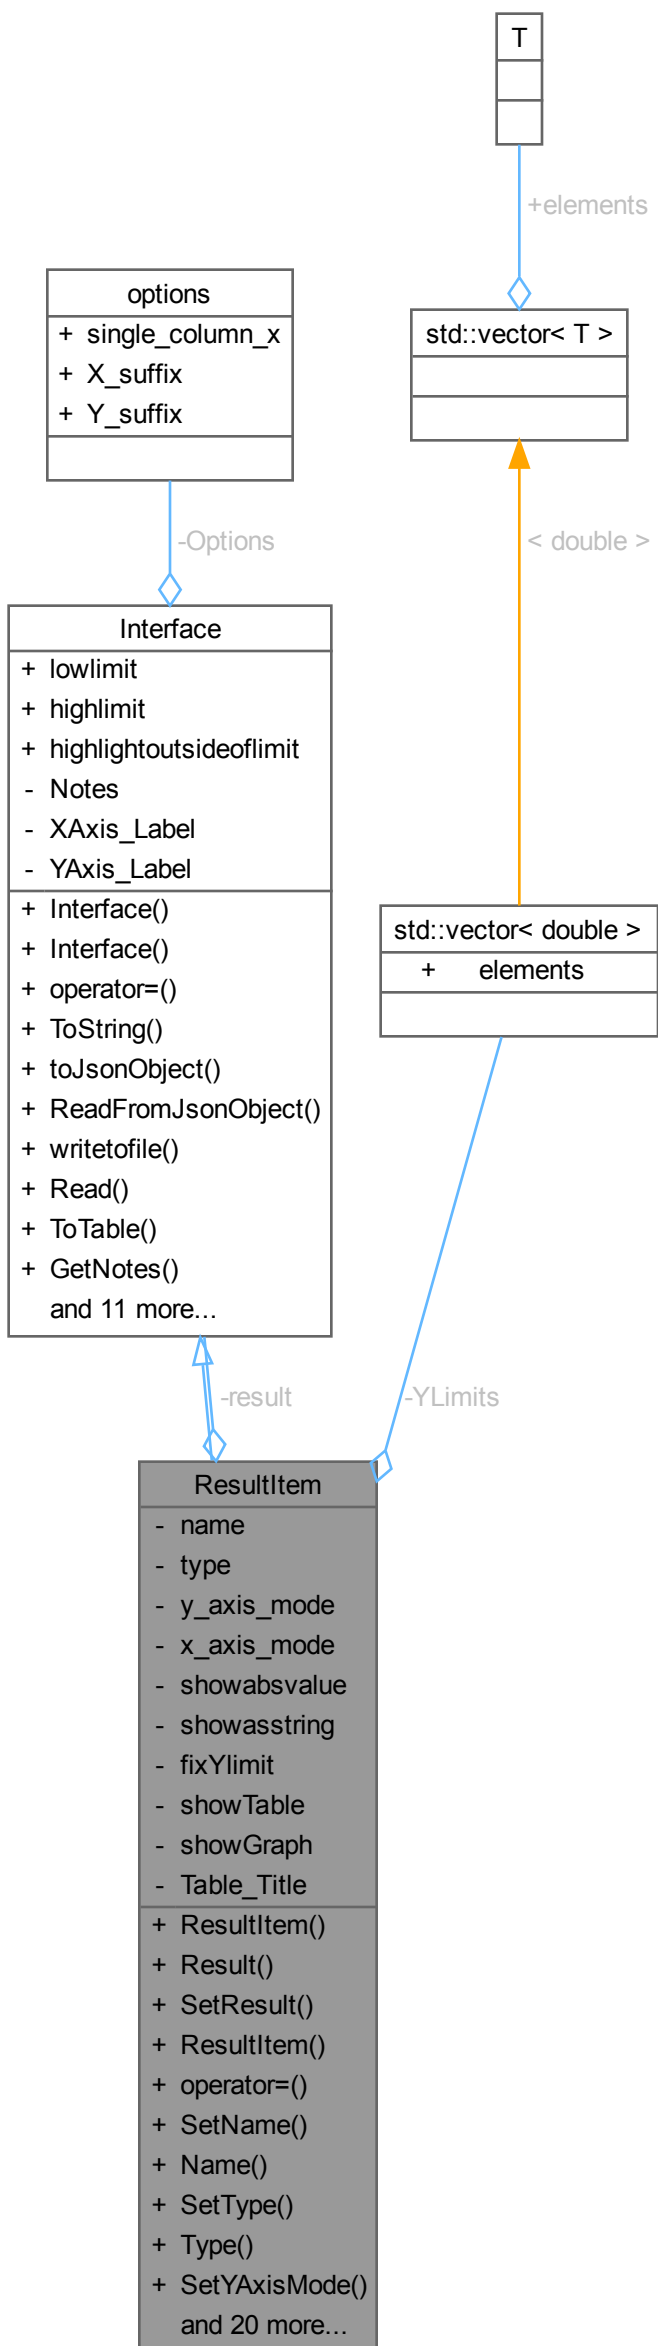 T
+elements
options
+ single_column_x
+ X_suffix
+ Y_suffix
std::vector< T >
-Options
< double >
Interface
+ lowlimit
+ highlimit
+ highlightoutsideoflimit
- Notes
- XAxis_Label
- YAxis_Label
+ Interface()
+ Interface()
+ operator=()
+ ToString()
+ toJsonObject()
+ ReadFromJsonObject()
+ writetofile()
+ Read()
+ ToTable()
+ GetNotes()
and 11 more...
std::vector< double >
+ elements
-result
-YLimits
ResultItem
- name
- type
- y_axis_mode
- x_axis_mode
- showabsvalue
- showasstring
- fixYlimit
- showTable
- showGraph
- Table_Title
+ ResultItem()
+ Result()
+ SetResult()
+ ResultItem()
+ operator=()
+ SetName()
+ Name()
+ SetType()
+ Type()
+ SetYAxisMode()
and 20 more...